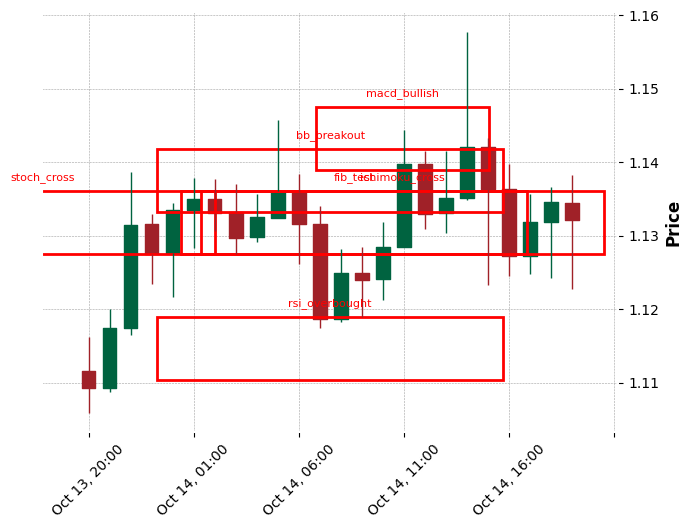 1.16
1.15
macd_bullish
bb_breakout
1.14
stoch_cross
fib_test
ichimoku_cross
1.13
Price
rsi_overbought
1.12
1.11
Oct 13, 20:00
Oct 14, 01:00
Oct 14, 06:00
Oct 14, 11:00
Oct 14, 16:00